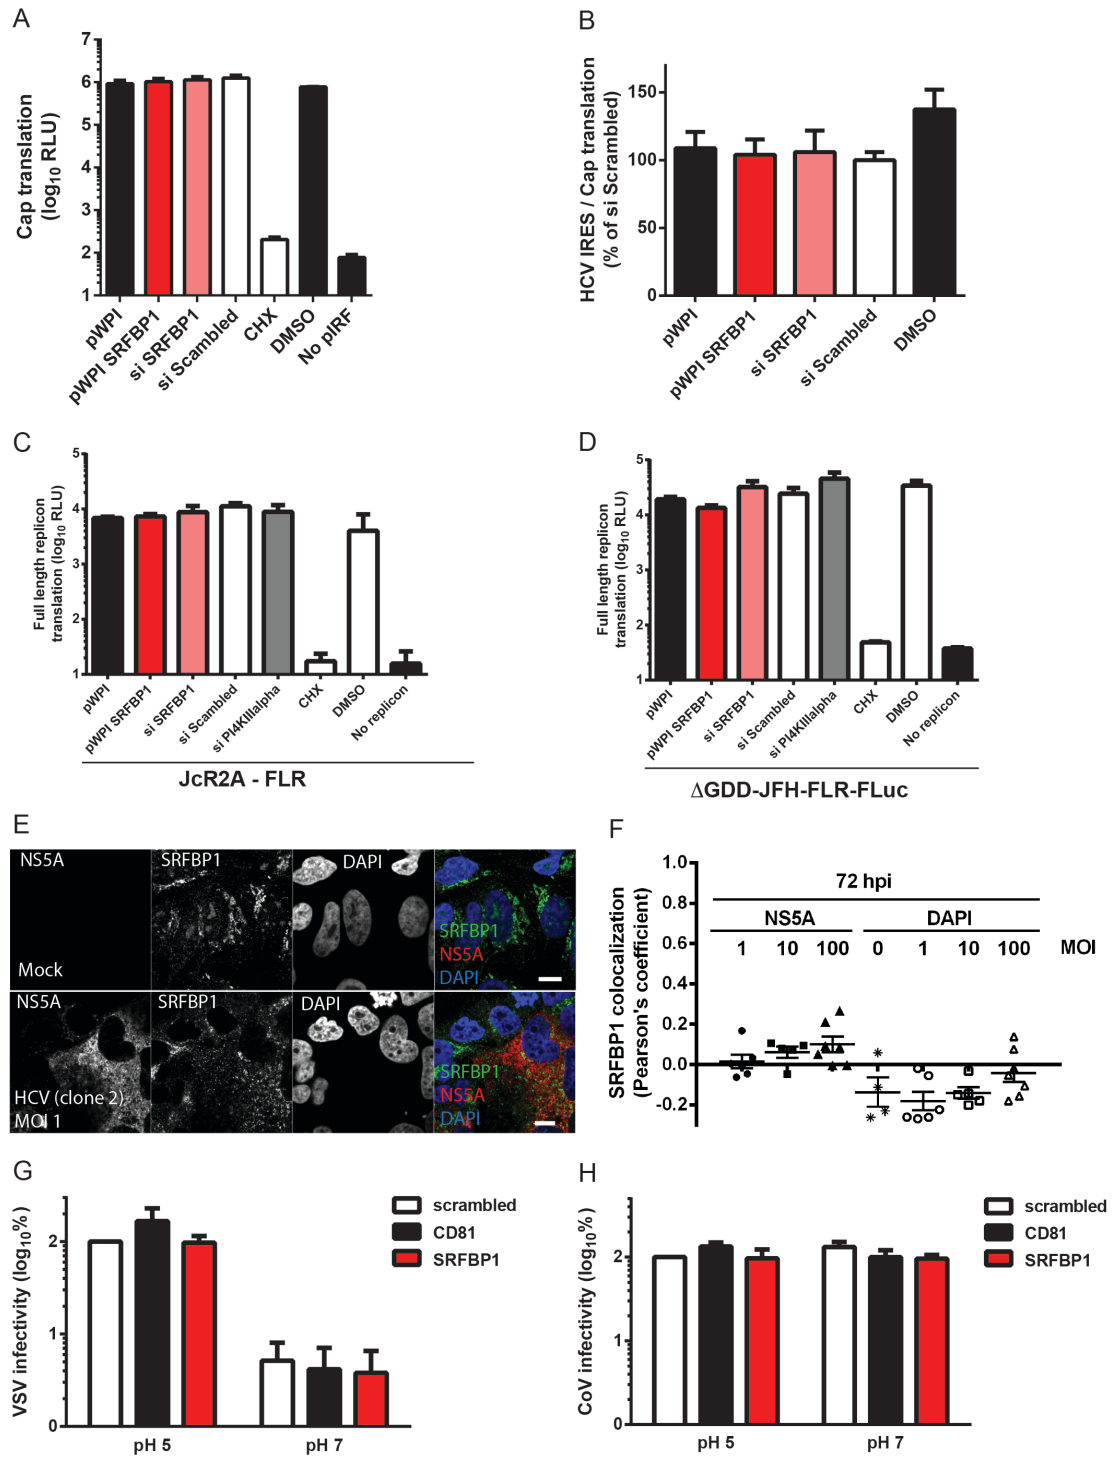 A
Cap translation
(log10 RLU)
7
6
5
4
3
2
1
pWPI
pWPI SRFBP1
si SRFBP1
si Scambled
CHX
DMSO
No pIRF
B
HCV IRES / Cap translation
(% of si Scrambled)
150
100
50
0
pWPI
pWPI SRFBP1
si SRFBP1
si Scambled
DMSO
C
Full length replicon
translation (log10 RLU)
5
4
3
2
1
pWPI
pWPI SRFBP1
si SRFBP1
si Scambled
si PI4KIIIalpha
CHX
DMSO
No replicon
JcR2A - FLR
D
Full length replicon
translation (log10 RLU)
5
4
3
2
1
pWPI
pWPI SRFBP1
si SRFBP1
si Scambled
si PI4KIIIalpha
CHX
DMSO
No replicon
ΔGDD-JFH-FLR-FLuc
E
NS5A
SRFBP1
DAPI
SRFBP1
NS5A
DAPI
Mock
NS5A
SRFBP1
DAPI
SRFBP1
NS5A
DAPI
HCV (clone 2)
MOI 1
F
SRFBP1 colocalization
(Pearson's coefficient)
1.0
0.8
0.6
0.4
0.2
0.0
-0.2
72 hpi
NS5A
DAPI
1 10 100 0 1 10 100 MOI
G
VSV infectivity (log10%)
2
1
0
pH 5
pH 7
scrambled
CD81
SRFBP1
H
CoV infectivity (log10%)
2
1
0
pH 5
pH 7
scrambled
CD81
SRFBP1